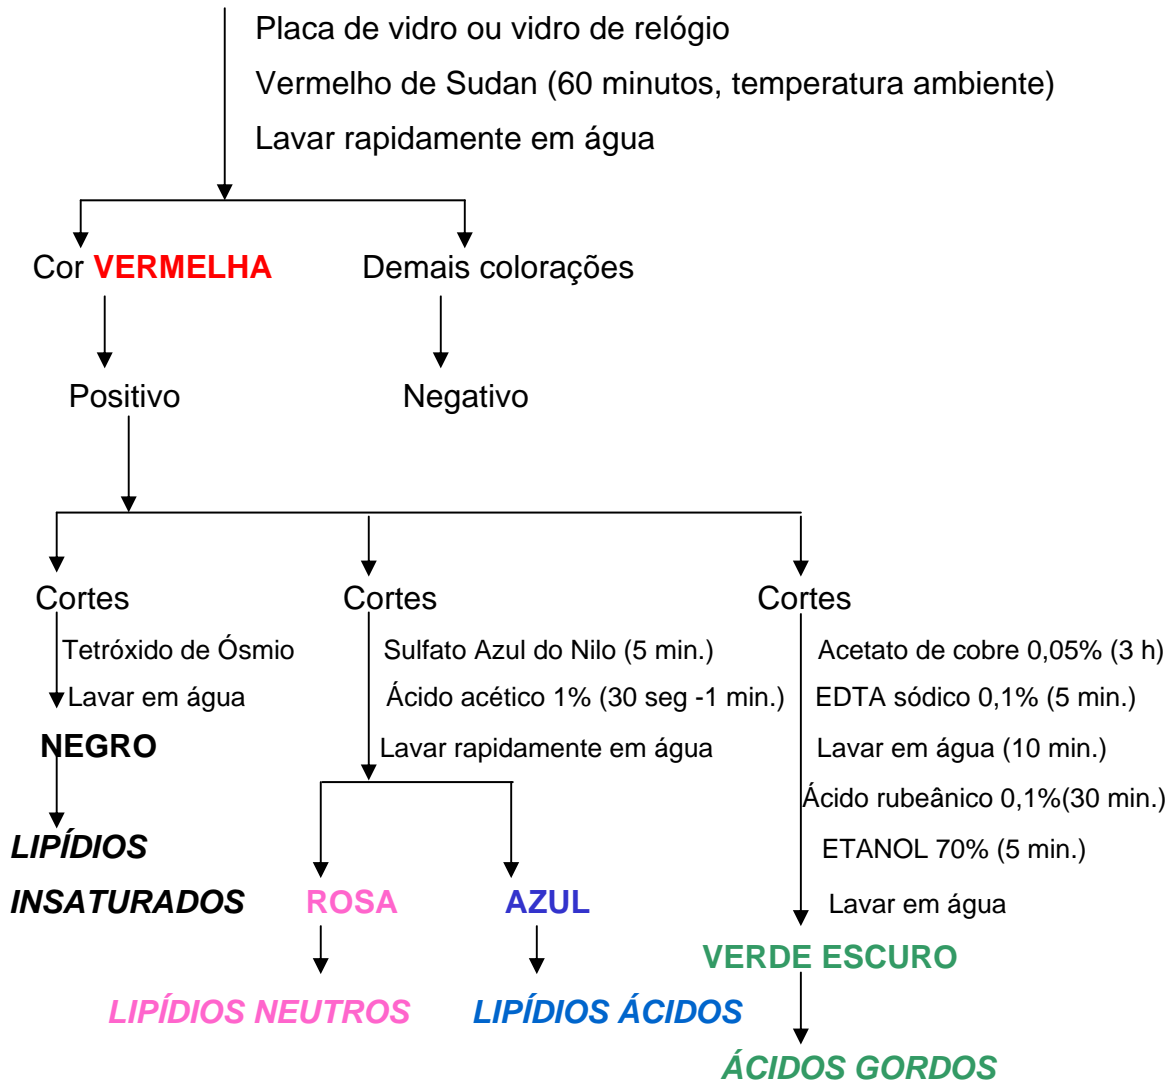 Placa de vidro ou vidro de relógio
Vermelho de Sudan (60 minutos, temperatura ambiente)
Lavar rapidamente em água
Cor VERMELHA
Demais colorações
Positivo
Negativo
Cortes
Tetróxido de Ósmio
Lavar em água
NEGRO
LIPÍDIOS
INSATURADOS
Cortes
Sulfato Azul do Nilo (5 min.)
Ácido acético 1% (30 seg -1 min.)
Lavar rapidamente em água
ROSA
LIPÍDIOS NEUTROS
AZUL
LIPÍDIOS ÁCIDOS
Cortes
Acetato de cobre 0,05% (3 h)
EDTA sódico 0,1% (5 min.)
Lavar em água (10 min.)
Ácido rubeânico 0,1%(30 min.)
ETANOL 70% (5 min.)
Lavar em água
VERDE ESCURO
ÁCIDOS GORDOS